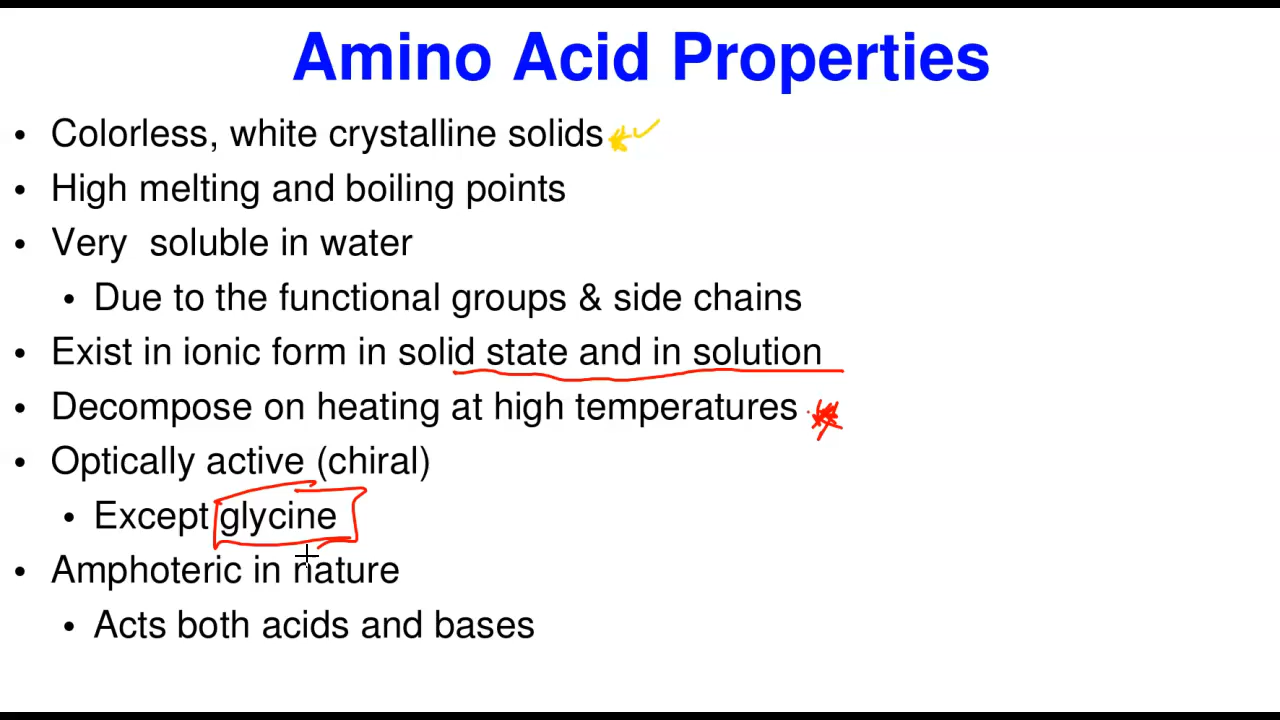 Amino Acid Properties
• Colorless, white crystalline solids
• High melting and boiling points
• Very soluble in water
• Due to the functional groups & side chains
• Exist in ionic form in solid state and in solution
• Decompose on heating at high temperatures
• Optically active (chiral)
• Except glycine
• Amphoteric in nature
• Acts both acids and bases